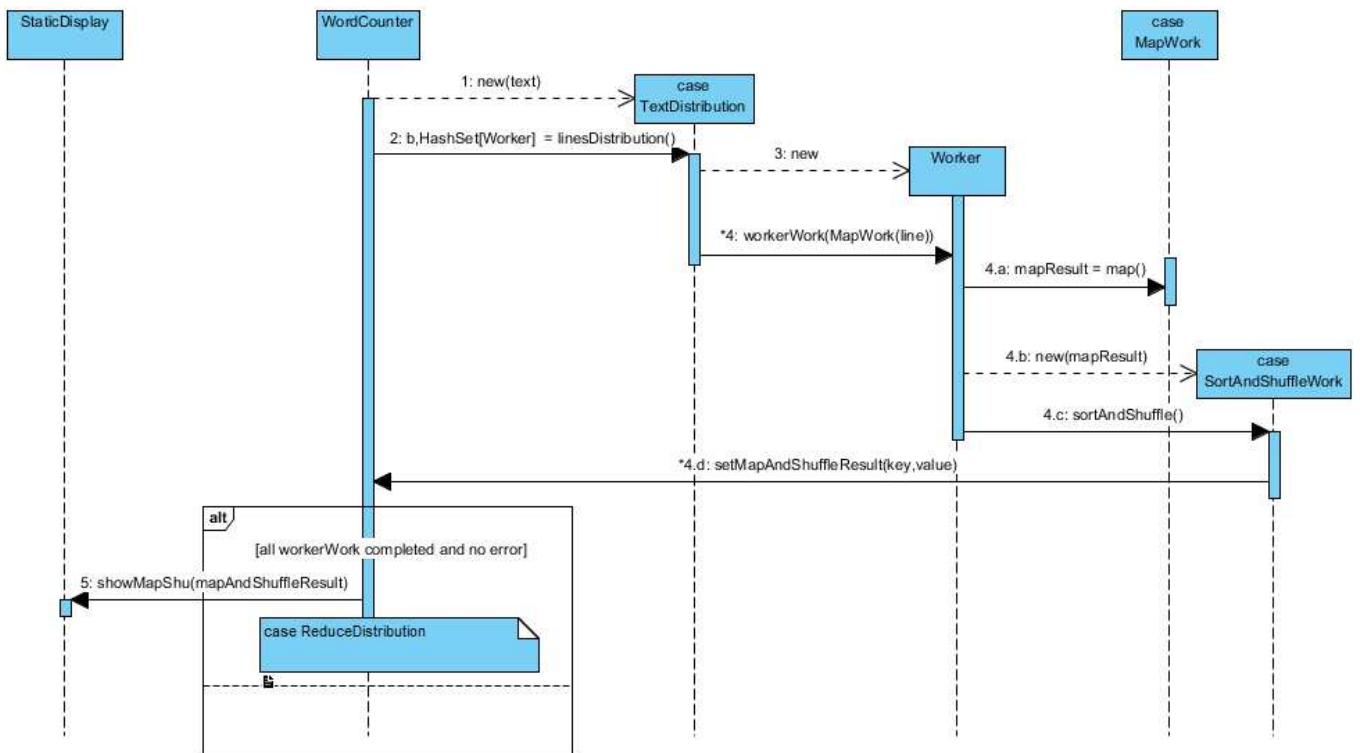 StaticDisplay
WordCounter
case
MapWork
1: new(text)
case
TextDistribution
2: b,HashSet[Worker] = linesDistribution()
3: new
Worker
*4: workerWork(MapWork(line))
4.a: mapResult = map()
4.b: new(mapResult)
case
SortAndShuffleWork
4.c: sortAndShuffle()
*4.d: setMapAndShuffleResult(key,value)
alt
[all workerWork completed and no error]
5: showMapShu(mapAndShuffleResult)
case ReduceDistribution